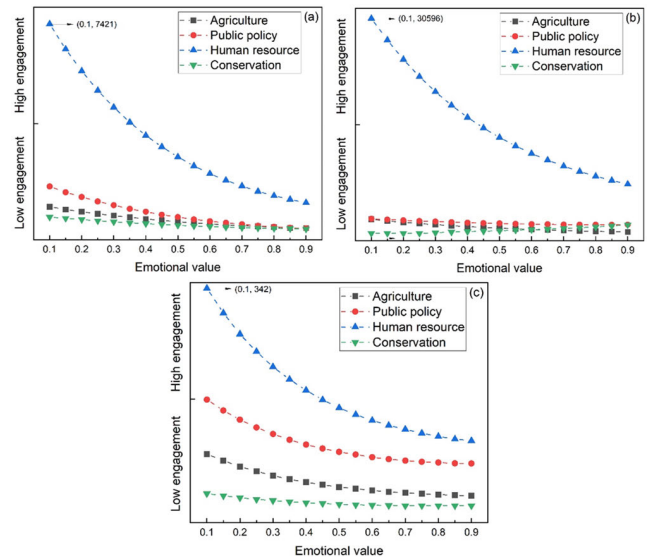 (a)
(0.1, 7421)
Agriculture
Public policy
Human resource
Conservation
High engagement
Low engagement
0.1 0.2 0.3 0.4 0.5 0.6 0.7 0.8 0.9
Emotional value
(b)
(0.1, 30596)
Agriculture
Public policy
Human resource
Conservation
High engagement
Low engagement
0.1 0.2 0.3 0.4 0.5 0.6 0.7 0.8 0.9
Emotional value
(c)
(0.1, 342)
Agriculture
Public policy
Human resource
Conservation
High engagement
Low engagement
0.1 0.2 0.3 0.4 0.5 0.6 0.7 0.8 0.9
Emotional value